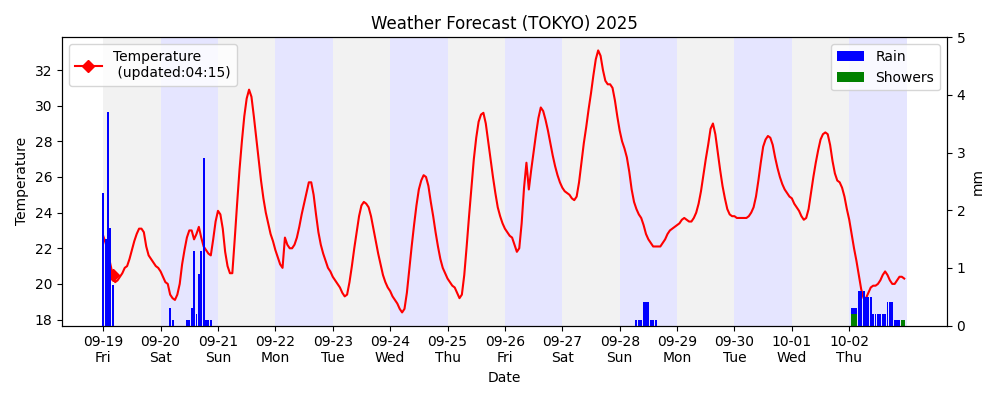 Weather Forecast (TOKYO) 2025
Temperature
(updated:04:15)
Rain
Showers
Temperature
32
30
28
26
24
22
20
18
5
4
3
2
1
0
mm
09-19 09-20 09-21 09-22 09-23 09-24 09-25 09-26 09-27 09-28 09-29 09-30 10-01 10-02
Fri Sat Sun Mon Tue Wed Thu Fri Sat Sun Mon Tue Wed Thu
Date